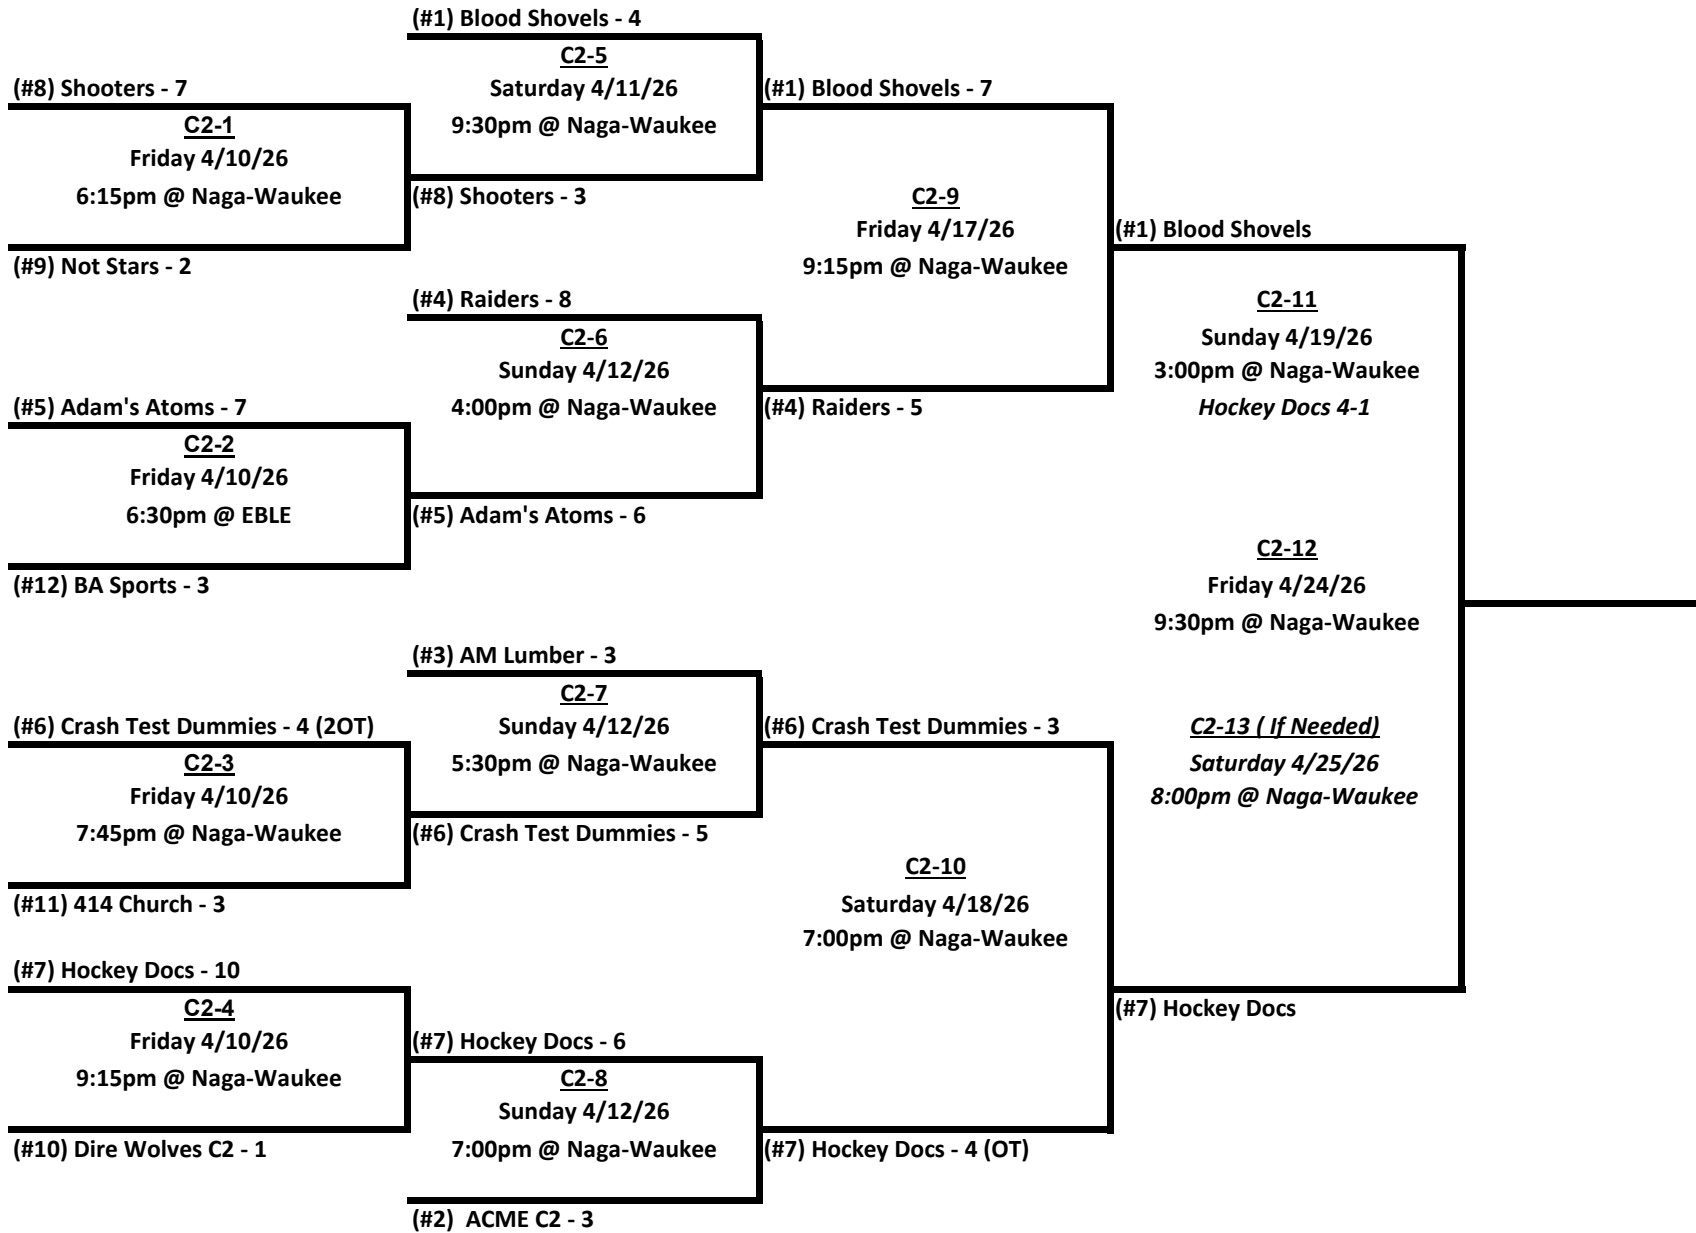 (#1) Blood Shovels - 4
C2-5
Saturday 4/11/26
9:30pm @ Naga-Waukee
(#8) Shooters - 3
(#8) Shooters - 7
C2-1
Friday 4/10/26
6:15pm @ Naga-Waukee
(#9) Not Stars - 2
(#1) Blood Shovels - 7
C2-9
Friday 4/17/26
9:15pm @ Naga-Waukee
(#4) Raiders - 5
(#4) Raiders - 8
C2-6
Sunday 4/12/26
4:00pm @ Naga-Waukee
(#5) Adam's Atoms - 6
(#5) Adam's Atoms - 7
C2-2
Friday 4/10/26
6:30pm @ EBLE
(#12) BA Sports - 3
(#1) Blood Shovels
C2-11
Sunday 4/19/26
3:00pm @ Naga-Waukee
Hockey Docs 4-1
C2-12
Friday 4/24/26
9:30pm @ Naga-Waukee
C2-13 ( If Needed)
Saturday 4/25/26
8:00pm @ Naga-Waukee
(#7) Hockey Docs
(#3) AM Lumber - 3
C2-7
Sunday 4/12/26
5:30pm @ Naga-Waukee
(#6) Crash Test Dummies - 5
(#6) Crash Test Dummies - 4 (2OT)
C2-3
Friday 4/10/26
7:45pm @ Naga-Waukee
(#11) 414 Church - 3
(#6) Crash Test Dummies - 3
C2-10
Saturday 4/18/26
7:00pm @ Naga-Waukee
(#7) Hockey Docs - 4 (OT)
(#7) Hockey Docs - 10
C2-4
Friday 4/10/26
9:15pm @ Naga-Waukee
(#10) Dire Wolves C2 - 1
(#7) Hockey Docs - 6
C2-8
Sunday 4/12/26
7:00pm @ Naga-Waukee
(#2)  ACME C2 - 3